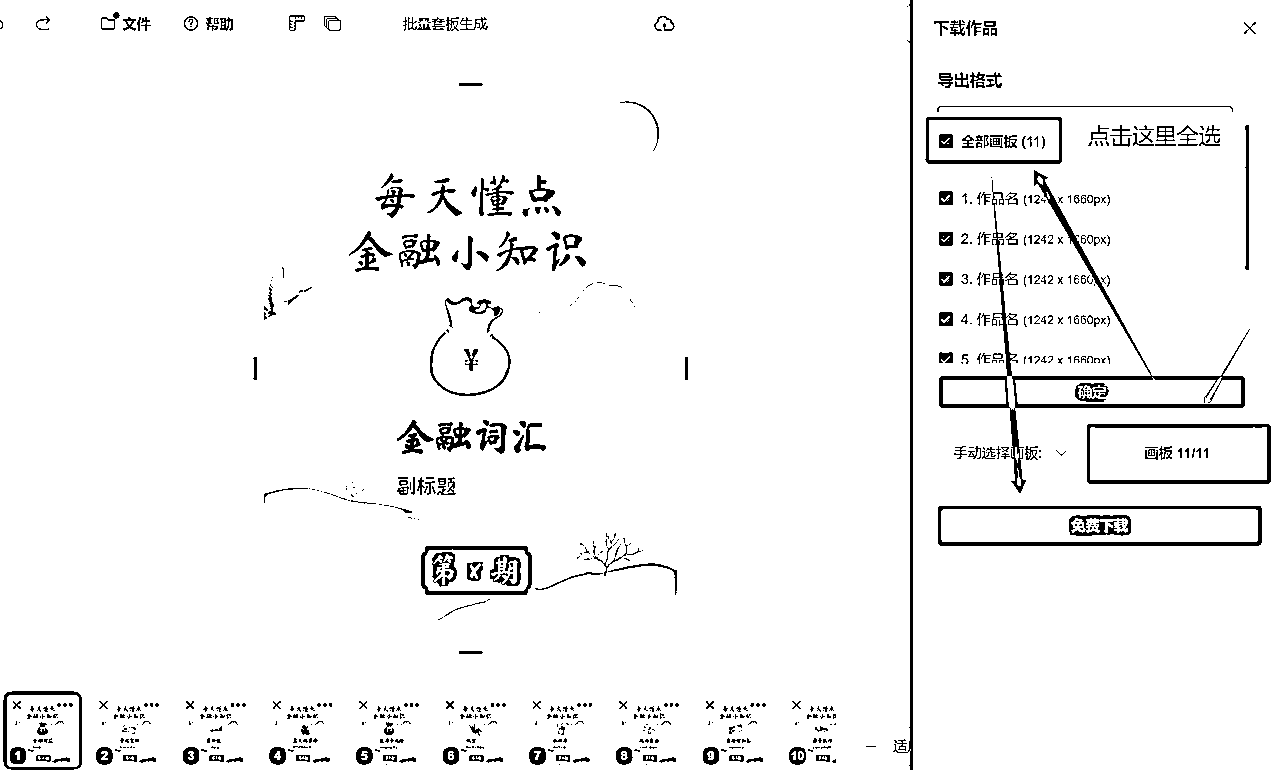 文件
帮助
批量套板生成
每天懂点
金融小知识
¥
金融词汇
副标题
第 x 期
1
2
3
4
5
6
7
8
9
10
下载作品
导出格式
全部画板 (11)
点击这里全选
1. 作品名 (1242 x 1660px)
2. 作品名 (1242 x 1660px)
3. 作品名 (1242 x 1660px)
4. 作品名 (1242 x 1660px)
5. 作品名 (1242 x 1660px)
确定
手动选择画板:
画板 11/11
免费下载